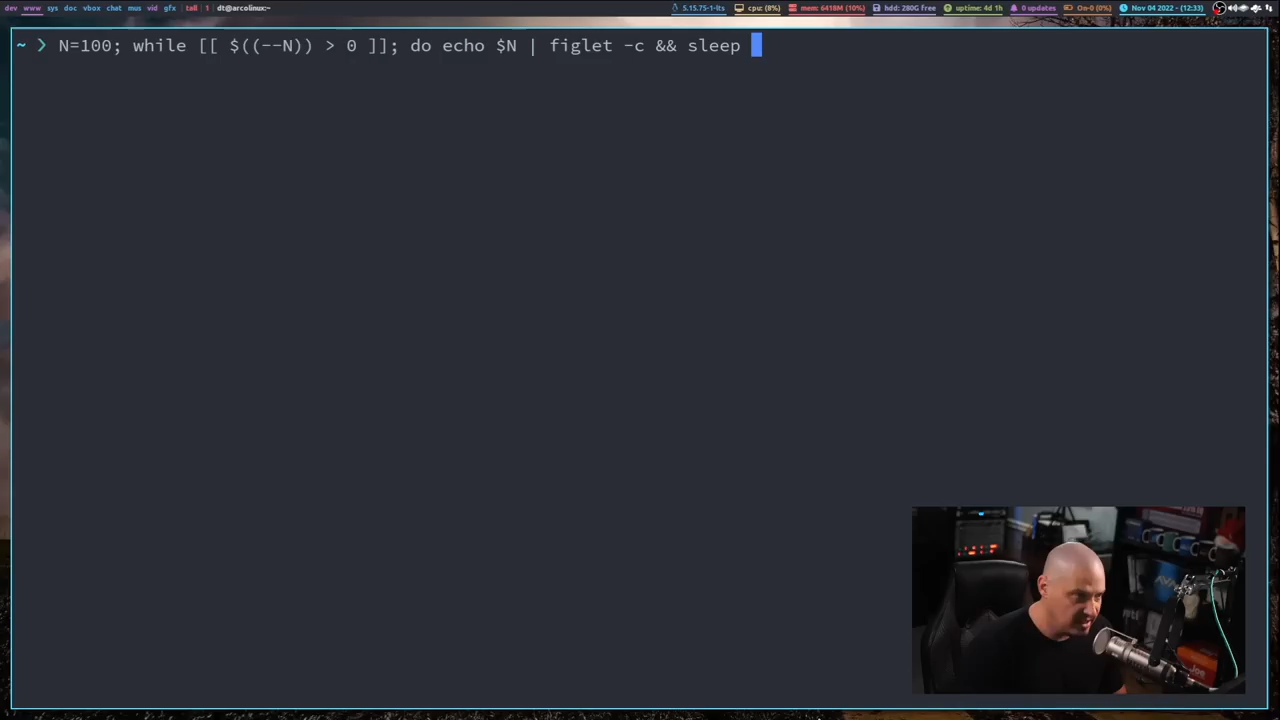 dev www sys doc vbox chat mus vid gfx | tall | 1 | dt@arcolinux:~ 5.15.75-1-lts cpu: (8%) mem: 6418M (10%) hdd: 280G free uptime: 4d 1h 0 updates On-0 (0%) Nov 04 2022 - (12:33)
~ ❯ N=100; while [[ $((--N)) > 0 ]]; do echo $N | figlet -c && sleep
Joe